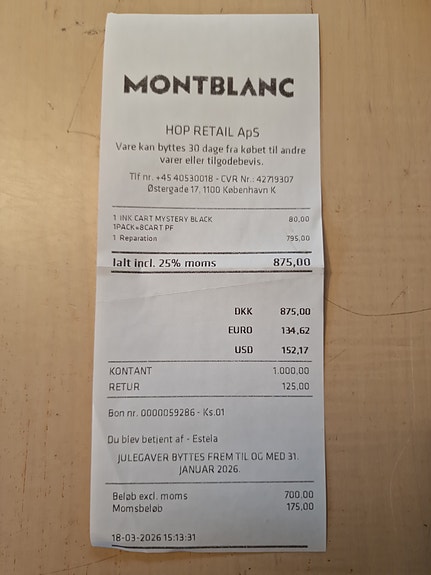 MONTBLANC
HOP RETAIL ApS
Vare kan byttes 30 dage fra købet til andre
varer eller tilgodebevis.
Tlf nr. +45 40530018 - CVR Nr.: 42719307
Østergade 17, 1100 København K
1 INK CART MYSTERY BLACK 80,00
1PACK=8CART PF
1 Reparation 795,00
Ialt incl. 25% moms 875,00
DKK 875,00
EURO 134,62
USD 152,17
KONTANT 1.000,00
RETUR 125,00
Bon nr. 0000059286 - Ks.01
Du blev betjent af - Estela
JULEGAVER BYTTES FREM TIL OG MED 31.
JANUAR 2026.
Beløb excl. moms 700,00
Momsbeløb 175,00
18-03-2026 15:13:31